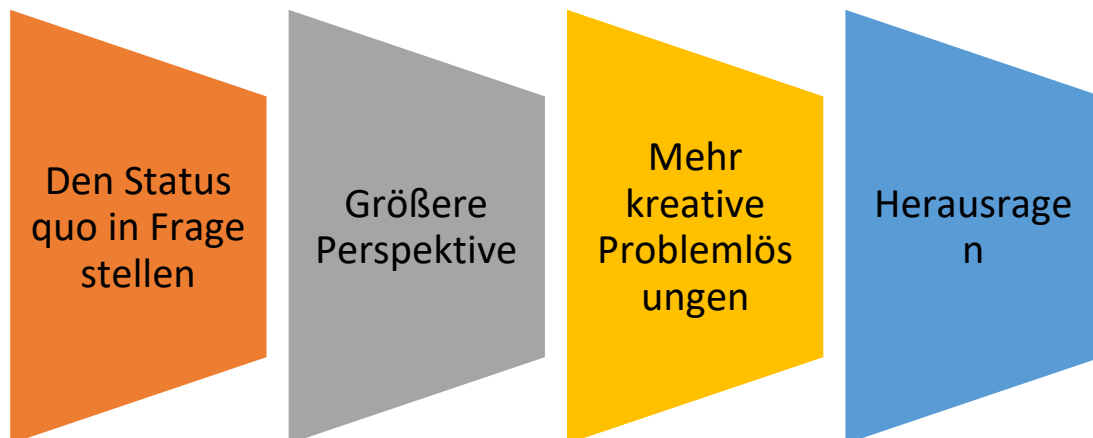 Den Status
quo in Frage
stellen
Größere
Perspektive
Mehr
kreative
Problemlös
ungen
Herausrage
n